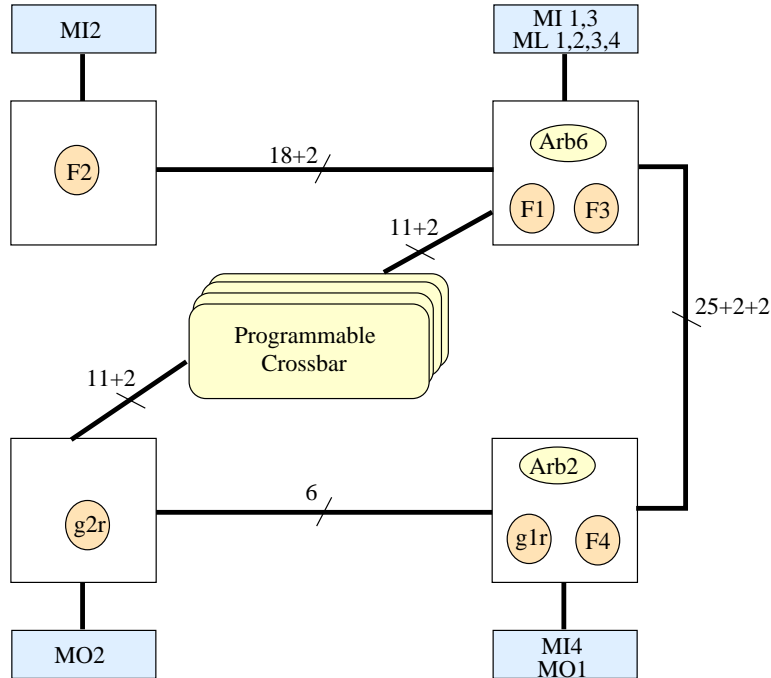 MI2
MI 1,3
ML 1,2,3,4
Arb6
18+2
F2
F1
F3
11+2
25+2+2
Programmable
Crossbar
11+2
Arb2
6
g2r
g1r
F4
MO2
MI4
MO1